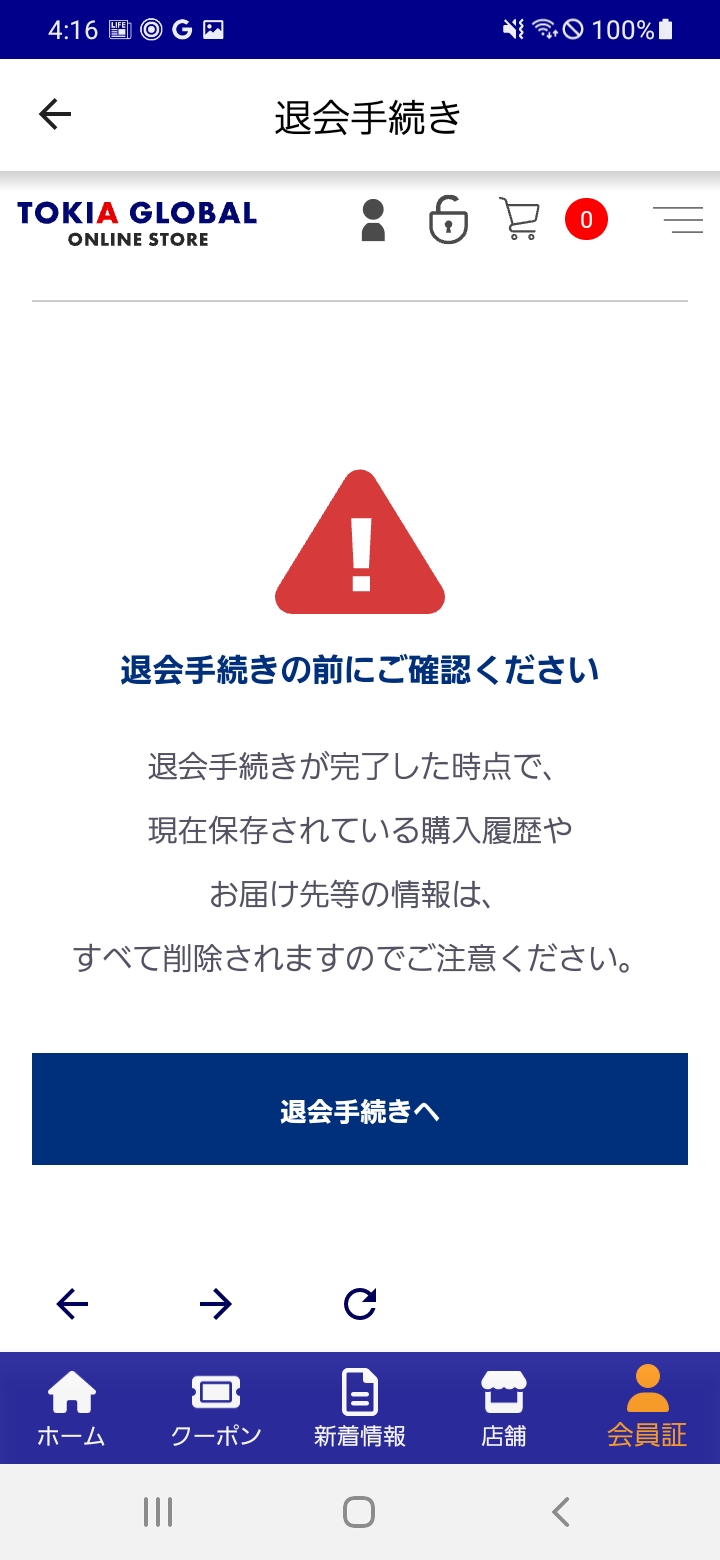 4:16
100%
退会手続き
TOKIA GLOBAL
ONLINE STORE
0
退会手続きの前にご確認ください
退会手続きが完了した時点で、
現在保存されている購入履歴や
お届け先等の情報は、
すべて削除されますのでご注意ください。
退会手続きへ
ホーム
クーポン
新着情報
店舗
会員証